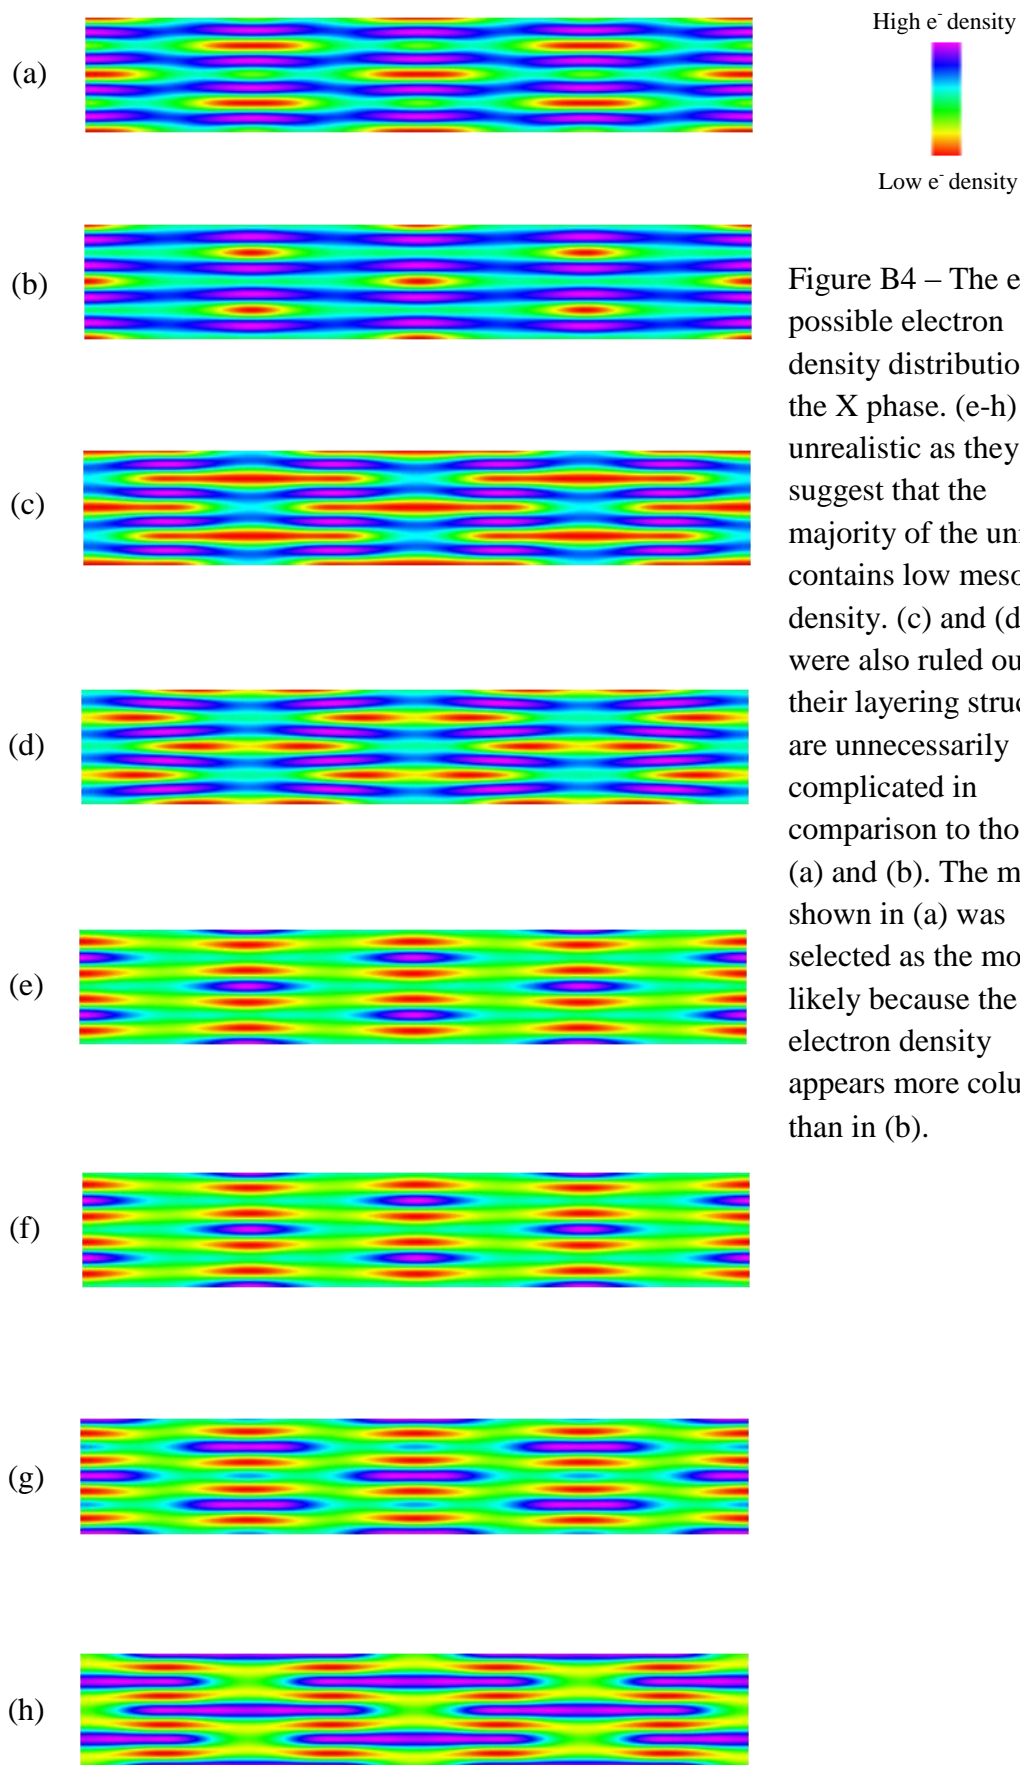 High e- density
(a)
Low e- density
(b)
Figure B4 – The e
possible electron
density distributio
the X phase. (e-h)
unrealistic as they
suggest that the
majority of the uni
contains low meso
density. (c) and (d
were also ruled ou
their layering struc
are unnecessarily
complicated in
comparison to tho
(a) and (b). The m
shown in (a) was
selected as the mo
likely because the
electron density
appears more colu
than in (b).
(c)
(d)
(e)
(f)
(g)
(h)